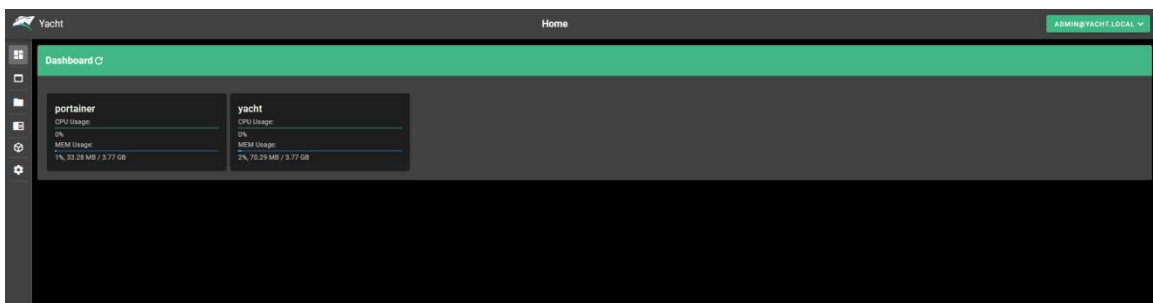 Yacht
Home
ADMIN@YACHT.LOCAL
Dashboard
portainer
CPU Usage:
0%
MEM Usage:
1%, 33.28 MB / 3.77 GB
yacht
CPU Usage:
0%
MEM Usage:
2%, 70.29 MB / 3.77 GB